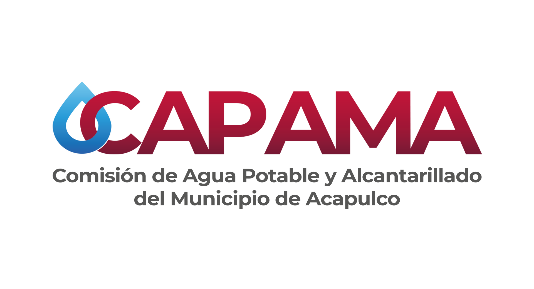 CAPAMA
Comisión de Agua Potable y Alcantarillado
del Municipio de Acapulco